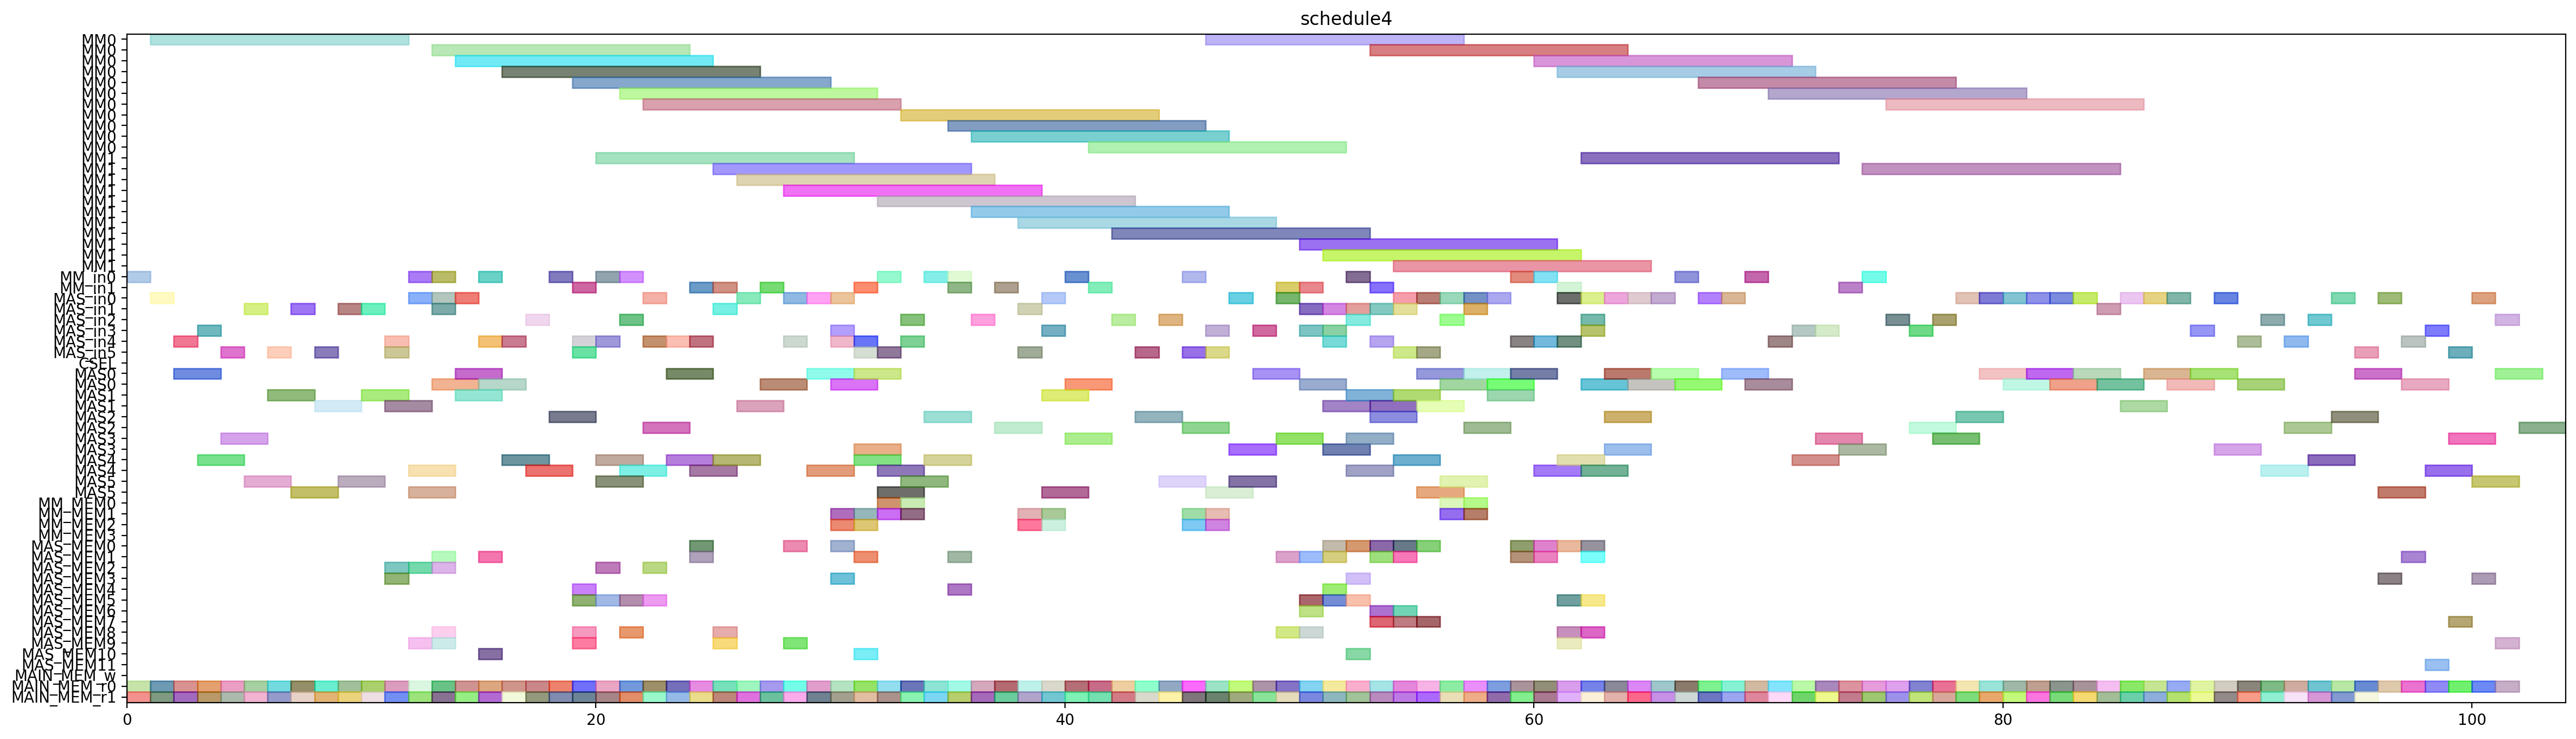 schedule4
MM0
MM0
MM0
MM0
MM0
MM0
MM0
MM0
MM0
MM0
MM0
MM1
MM1
MM1
MM1
MM1
MM1
MM1
MM1
MM1
MM1
MM1
MM_in0
MM_in1
MAS_in0
MAS_in1
MAS_in2
MAS_in3
MAS_in4
MAS_in5
CSEL
MAS0
MAS0
MAS1
MAS1
MAS2
MAS2
MAS3
MAS3
MAS4
MAS4
MAS5
MAS5
MM_MEM0
MM_MEM1
MM_MEM2
MM_MEM3
MAS_MEM0
MAS_MEM1
MAS_MEM2
MAS_MEM3
MAS_MEM4
MAS_MEM5
MAS_MEM6
MAS_MEM7
MAS_MEM8
MAS_MEM9
MAS_MEM10
MAS_MEM11
MAIN_MEM_w
MAIN_MEM_r0
MAIN_MEM_r1
0 20 40 60 80 100